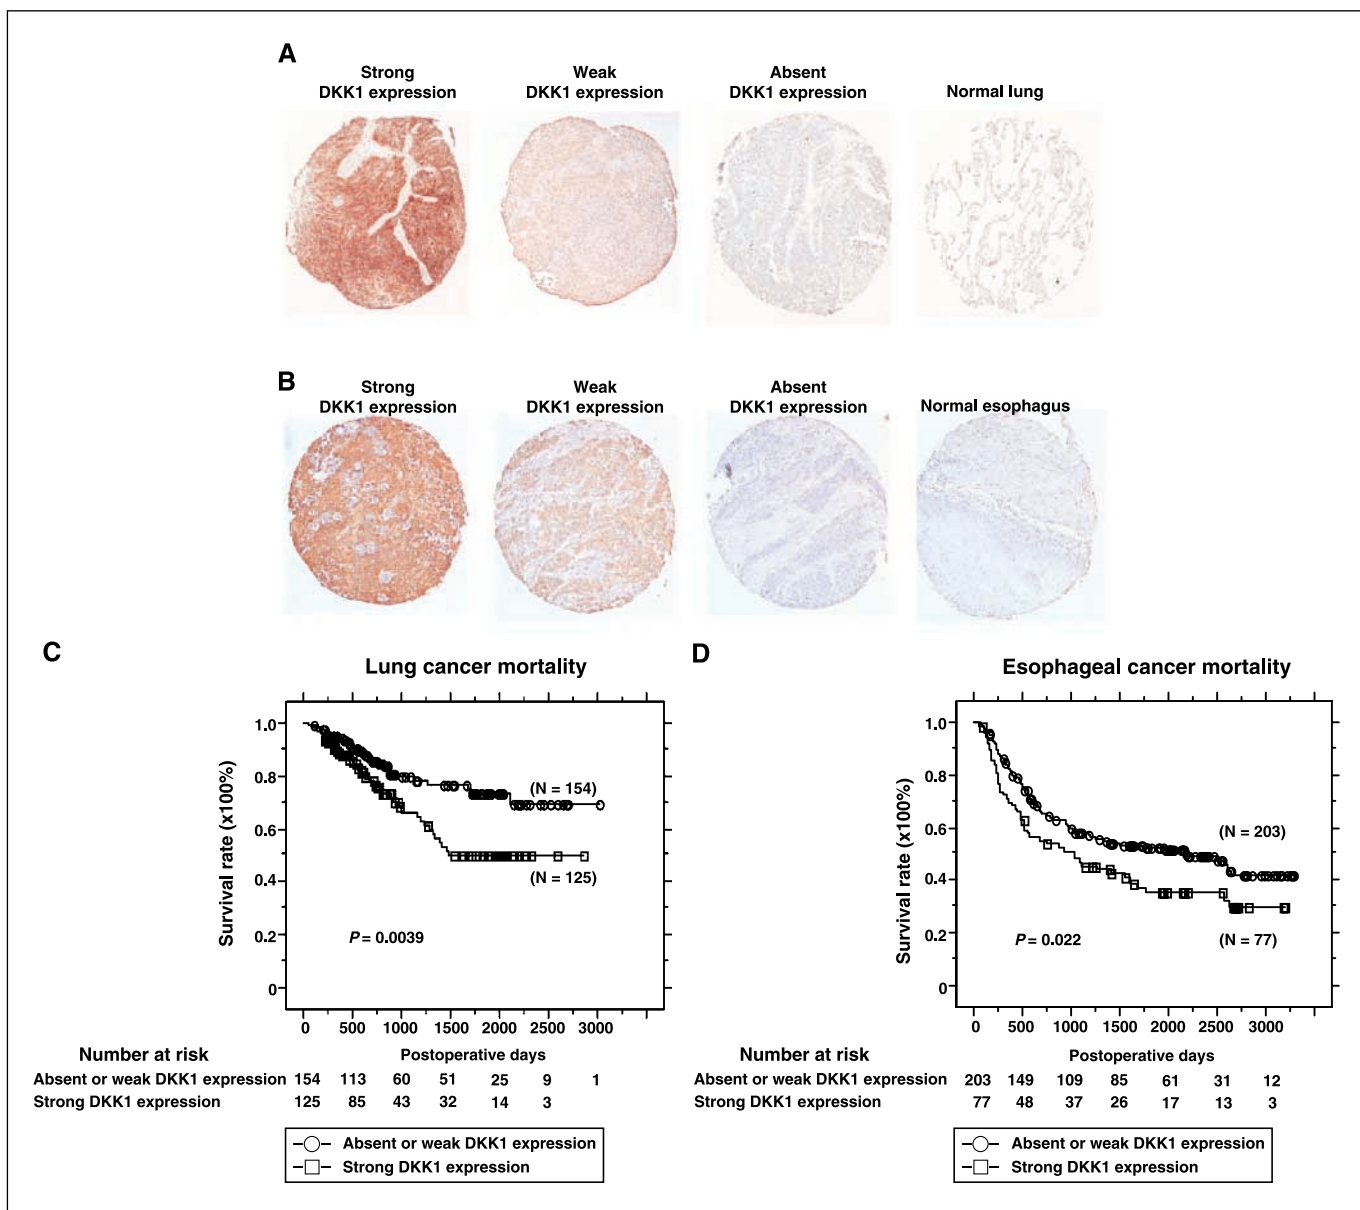 A
Strong
DKK1 expression
Weak
DKK1 expression
Absent
DKK1 expression
Normal lung
B
Strong
DKK1 expression
Weak
DKK1 expression
Absent
DKK1 expression
Normal esophagus
C
Lung cancer mortality
Survival rate (x100%)
1.0
0.8
0.6
0.4
0.2
0
(N = 154)
(N = 125)
P = 0.0039
0 500 1000 1500 2000 2500 3000
Postoperative days
Number at risk
Absent or weak DKK1 expression 154 113 60 51 25 9 1
Strong DKK1 expression 125 85 43 32 14 3
Absent or weak DKK1 expression
Strong DKK1 expression
D
Esophageal cancer mortality
Survival rate (x100%)
1.0
0.8
0.6
0.4
0.2
0
(N = 203)
(N = 77)
P = 0.022
0 500 1000 1500 2000 2500 3000
Postoperative days
Number at risk
Absent or weak DKK1 expression 203 149 109 85 61 31 12
Strong DKK1 expression 77 48 37 26 17 13 3
Absent or weak DKK1 expression
Strong DKK1 expression